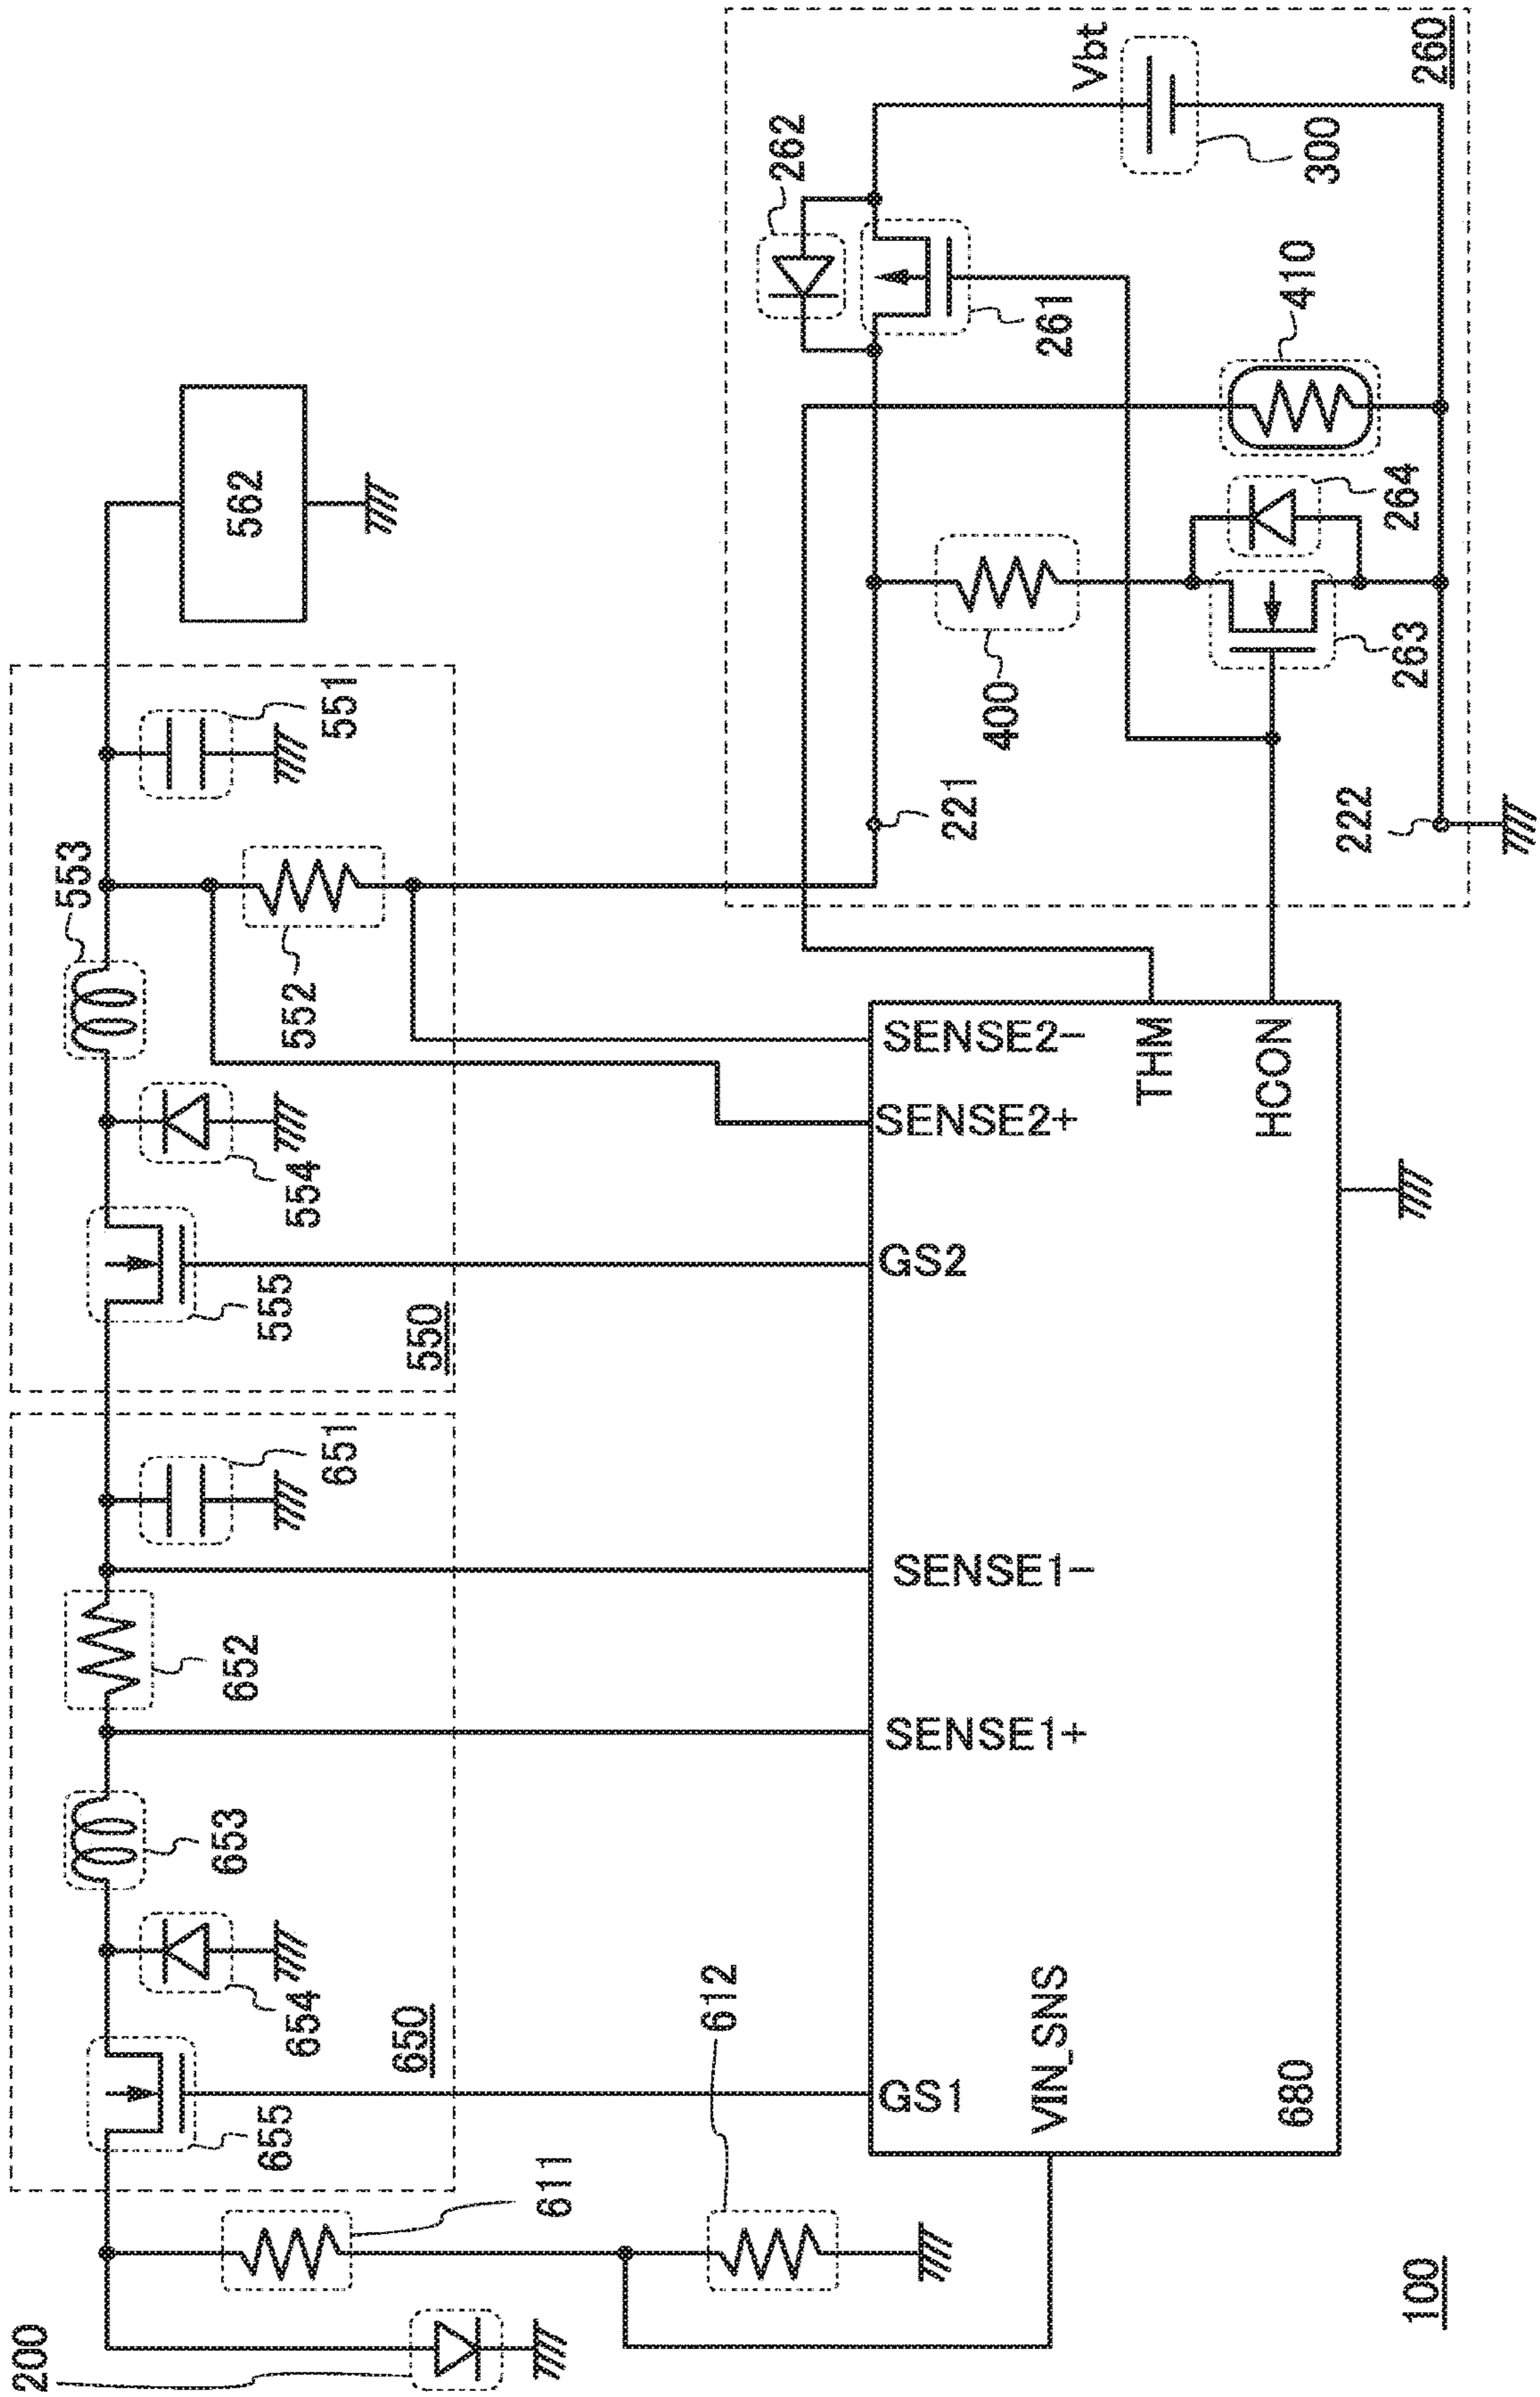 200
611
612
655
654
653
652
651
650
555
554
553
552
551
550
562
GS1
VIN_SNS
SENSE1+
SENSE1-
GS2
SENSE2+
SENSE2-
THM
HCON
680
221
222
400
263
264
410
261
262
Vbt
300
260
100